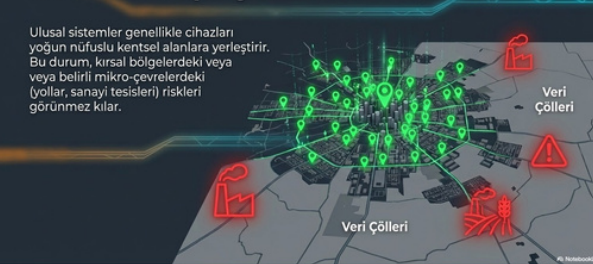 Ulusal sistemler genellikle cihazları
yoğun nüfuslu kentsel alanlara yerleştirir.
Bu durum, kırsal bölgelerdeki veya
veya belirli mikro-çevrelerdeki
(yollar, sanayi tesisleri) riskleri
görünmez kılar.
Veri
Çölleri
Veri Çölleri
Notebook